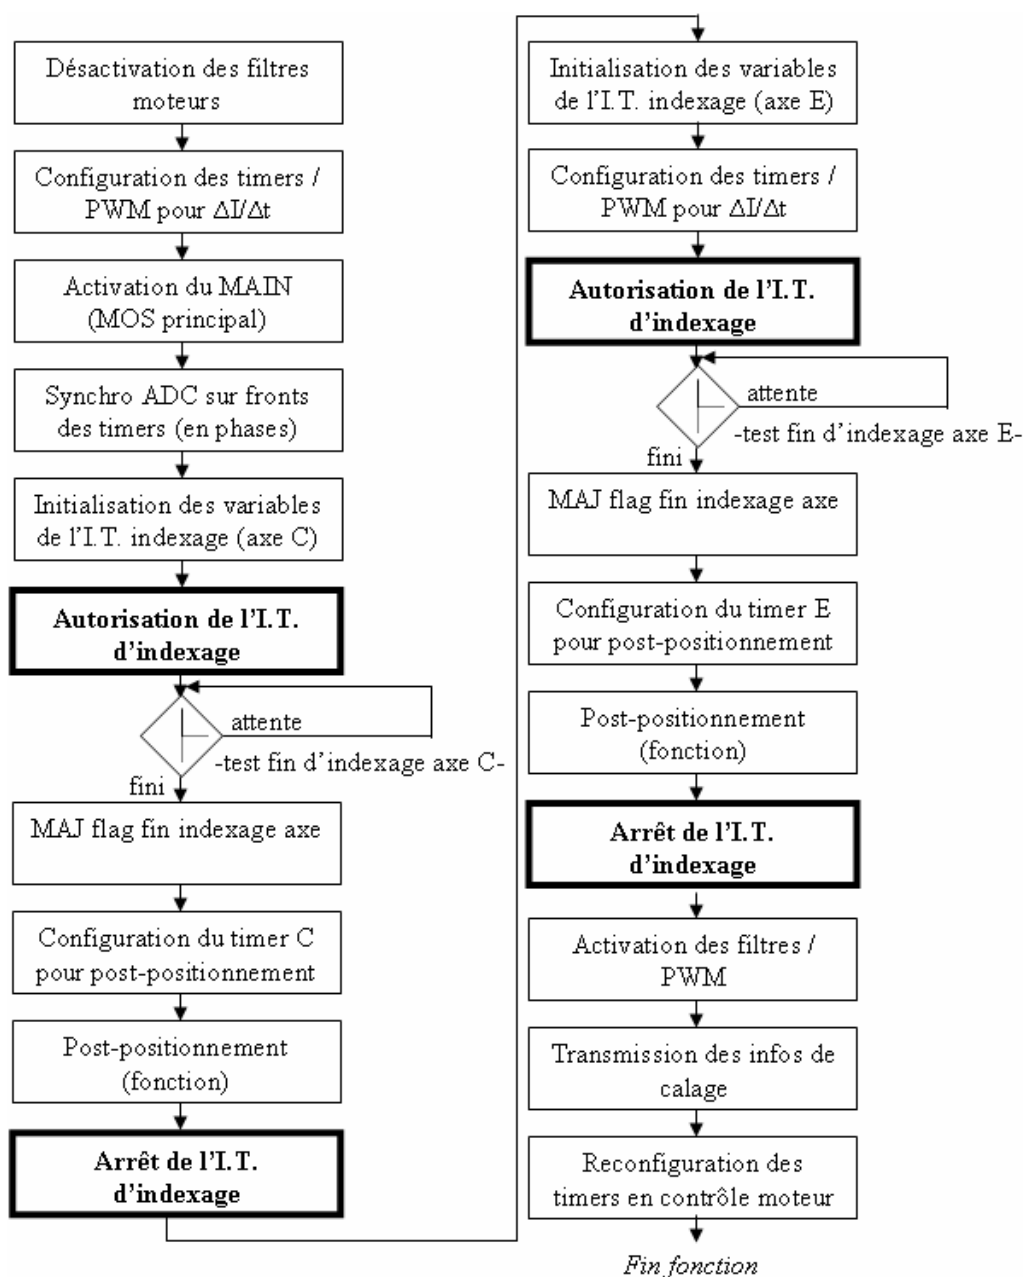 Désactivation des filtres
moteurs
Configuration des timers /
PWM pour ΔI/Δt
Activation du MAIN
(MOS principal)
Synchro ADC sur fronts
des timers (en phases)
Initialisation des variables
de l'I.T. indexage (axe C)
Autorisation de l'I.T.
d'indexage
attente
-test fin d'indexage axe C-
fini
MAJ flag fin indexage axe
Configuration du timer C
pour post-positionnement
Post-positionnement
(fonction)
Arrêt de l'I.T.
d'indexage
Initialisation des variables
de l'I.T. indexage (axe E)
Configuration des timers /
PWM pour ΔI/Δt
Autorisation de l'I.T.
d'indexage
attente
-test fin d'indexage axe E-
fini
MAJ flag fin indexage axe
Configuration du timer E
pour post-positionnement
Post-positionnement
(fonction)
Arrêt de l'I.T.
d'indexage
Activation des filtres /
PWM
Transmission des infos de
calage
Reconfiguration des
timers en contrôle moteur
Fin fonction